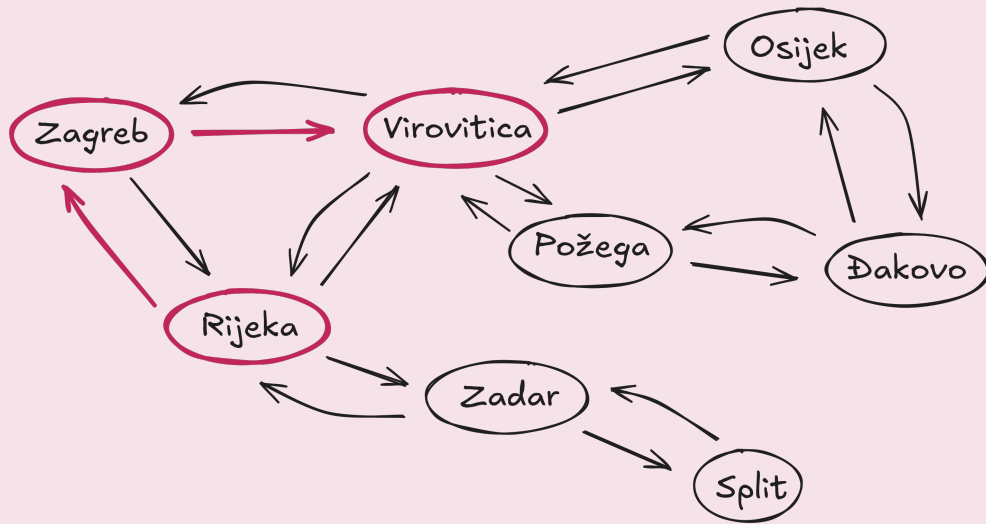 Osijek
Zagreb
Virovitica
Požega
Đakovo
Rijeka
Zadar
Split